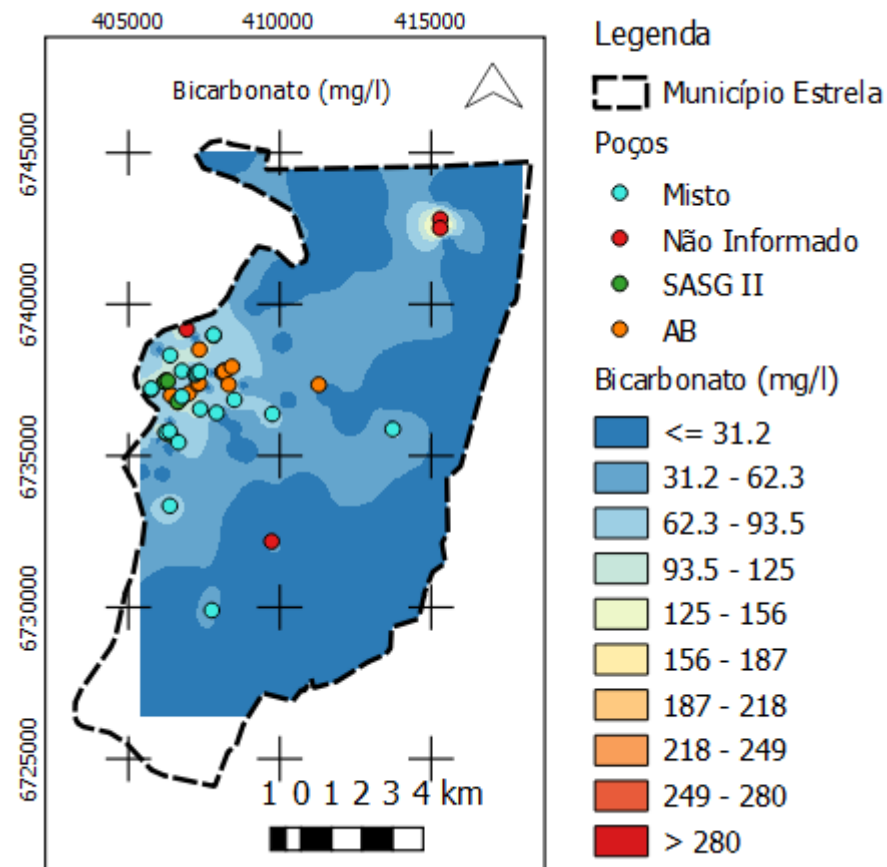 405000 410000 415000
Bicarbonato (mg/l)
6745000
6740000
6735000
6730000
6725000
1 0 1 2 3 4 km
Legenda
Município Estrela
Poços
Misto
Não Informado
SASG II
AB
Bicarbonato (mg/l)
<= 31.2
31.2 - 62.3
62.3 - 93.5
93.5 - 125
125 - 156
156 - 187
187 - 218
218 - 249
249 - 280
> 280